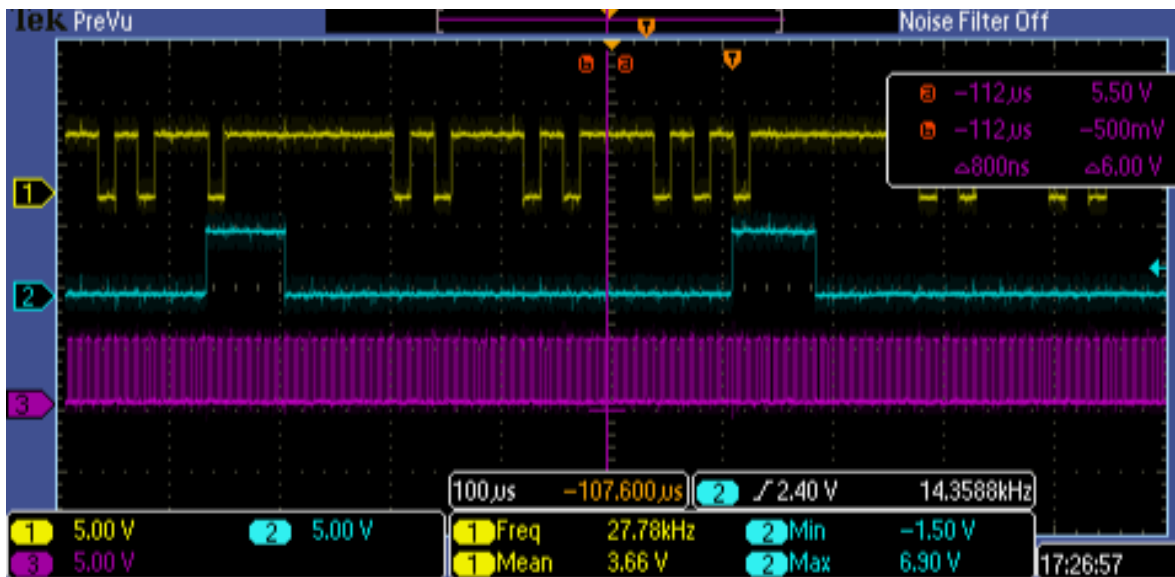 Tek PreVu
Noise Filter Off
T
T
b a
a −112µs 5.50 V
b −112µs −500mV
△800ns △6.00 V
1
2
3
100µs −107.600µs 2 2.40 V 14.3588kHz
1 5.00 V 2 5.00 V 1 Freq 27.78kHz 2 Min −1.50 V
3 5.00 V 1 Mean 3.66 V 2 Max 6.90 V 17:26:57